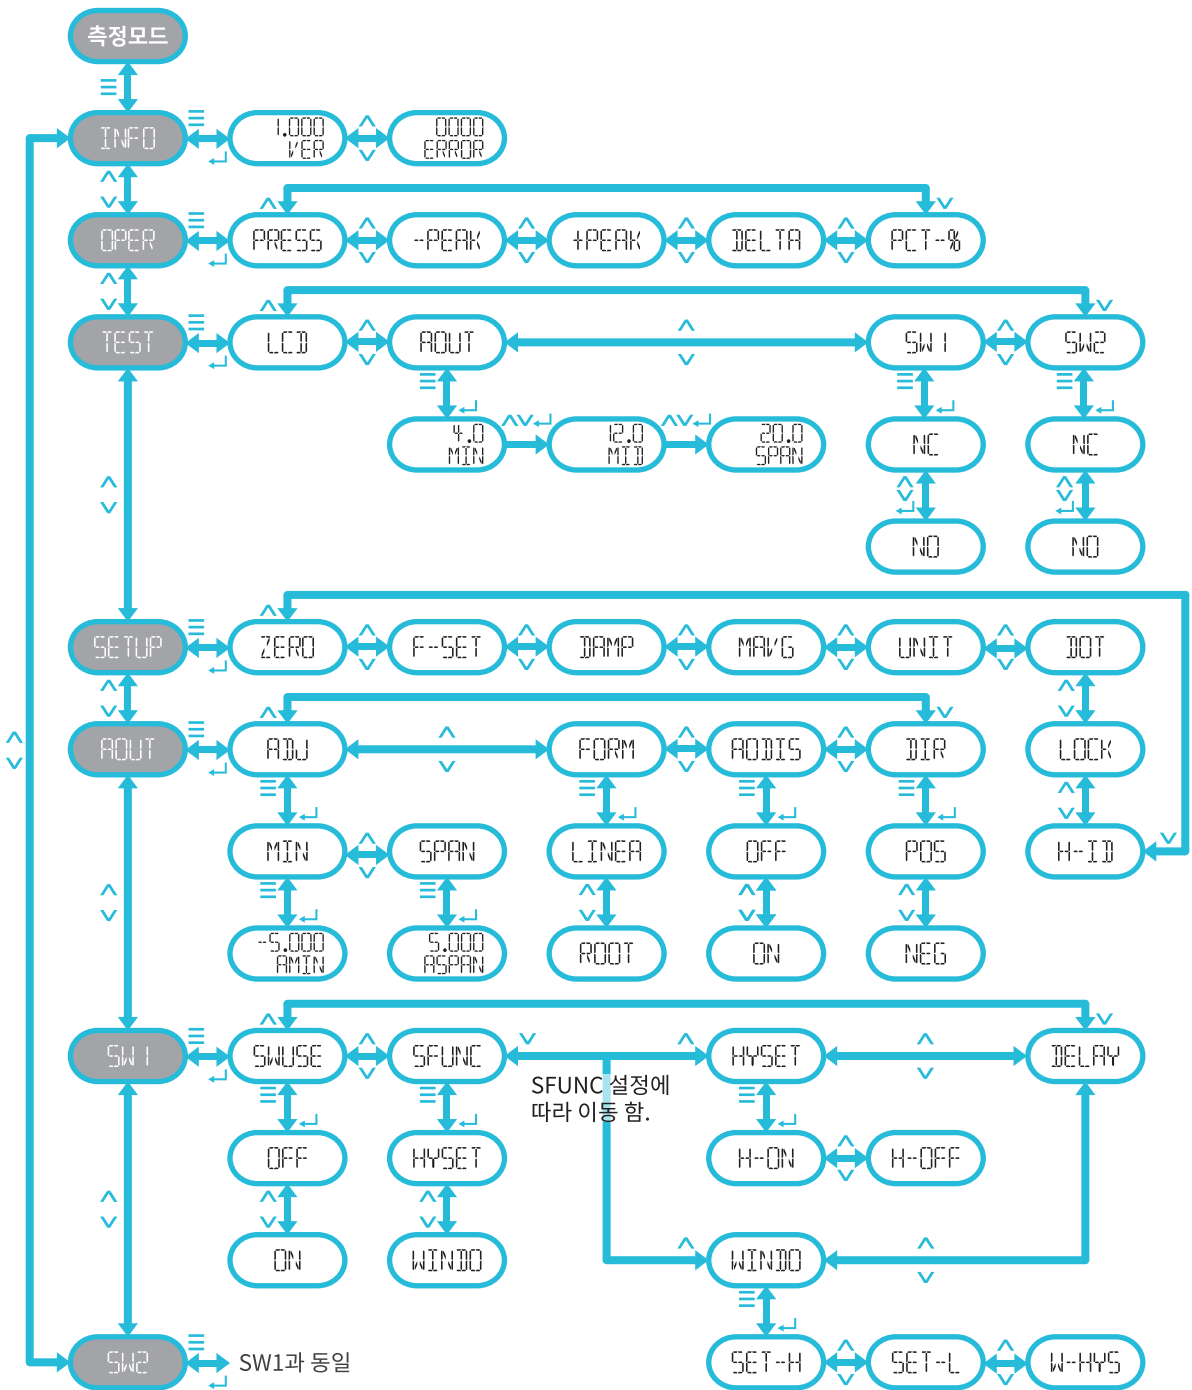 측정모드
INFO
1.000
VER
0000
ERROR
OPER
PRESS
-PEAK
+PEAK
DELTA
PCT-%
TEST
LCD
AOUT
SW1
SW2
4.0
MIN
12.0
MID
20.0
SPAN
NC
NC
NO
NO
SETUP
ZERO
F-SET
DAMP
MAVG
UNIT
DOT
AOUT
ADJ
FORM
AODIS
DIR
LOCK
MIN
SPAN
LINEA
OFF
POS
H-ID
-5.000
AMIN
5.000
ASPAN
ROOT
ON
NEG
SW1
SWUSE
SFUNC
HYSET
DELAY
SFUNC 설정에
따라 이동 함.
OFF
HYSET
H-ON
H-OFF
ON
WINDO
WINDO
SW2
SW1과 동일
SET-H
SET-L
W-HYS